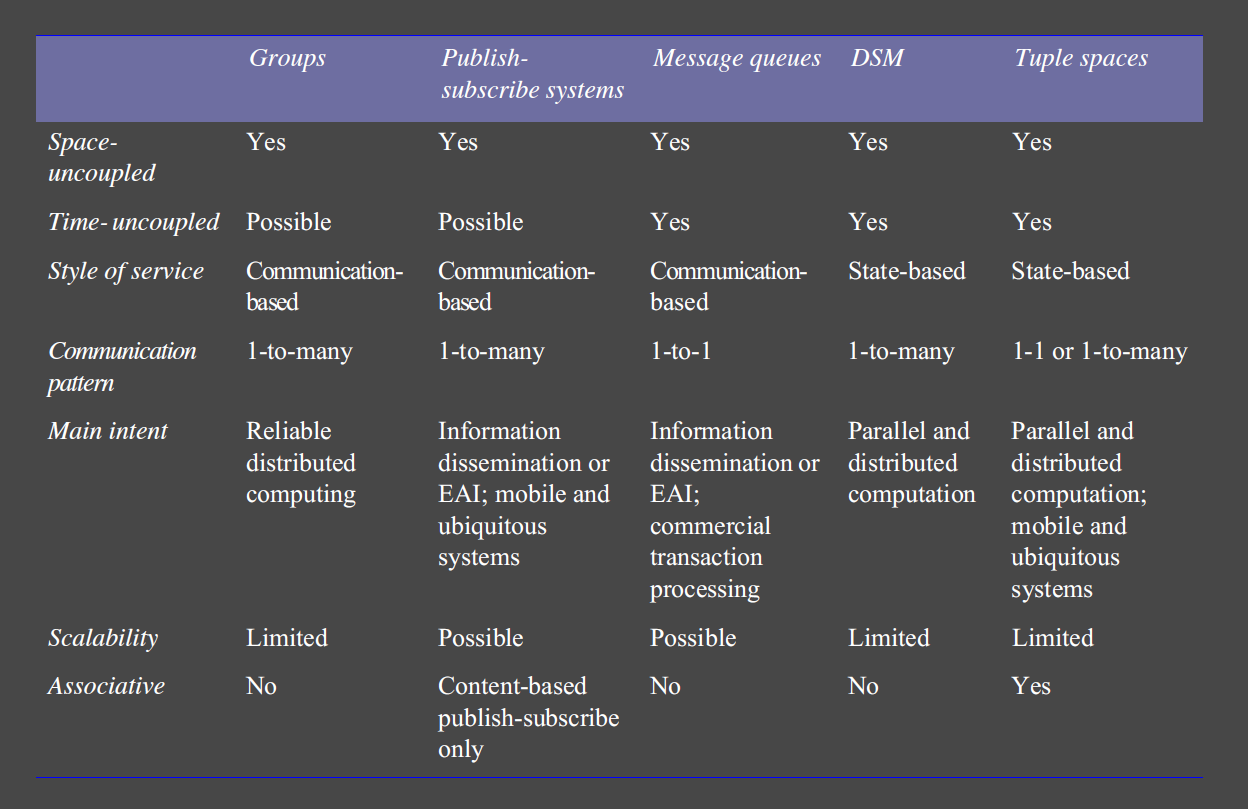 Groups Publish- Message queues DSM Tuple spaces
subscribe systems
Space- Yes Yes Yes Yes Yes
uncoupled
Time- uncoupled Possible Possible Yes Yes Yes
Style of service Communication- Communication- Communication- State-based State-based
based based based
Communication 1-to-many 1-to-many 1-to-1 1-to-many 1-1 or 1-to-many
pattern
Main intent Reliable Information Information Parallel and Parallel and
distributed dissemination or dissemination or distributed distributed
computing EAI; mobile and EAI; computation computation;
ubiquitous commercial mobile and
systems transaction ubiquitous
processing systems
Scalability Limited Possible Possible Limited Limited
Associative No Content-based No No Yes
publish-subscribe
only